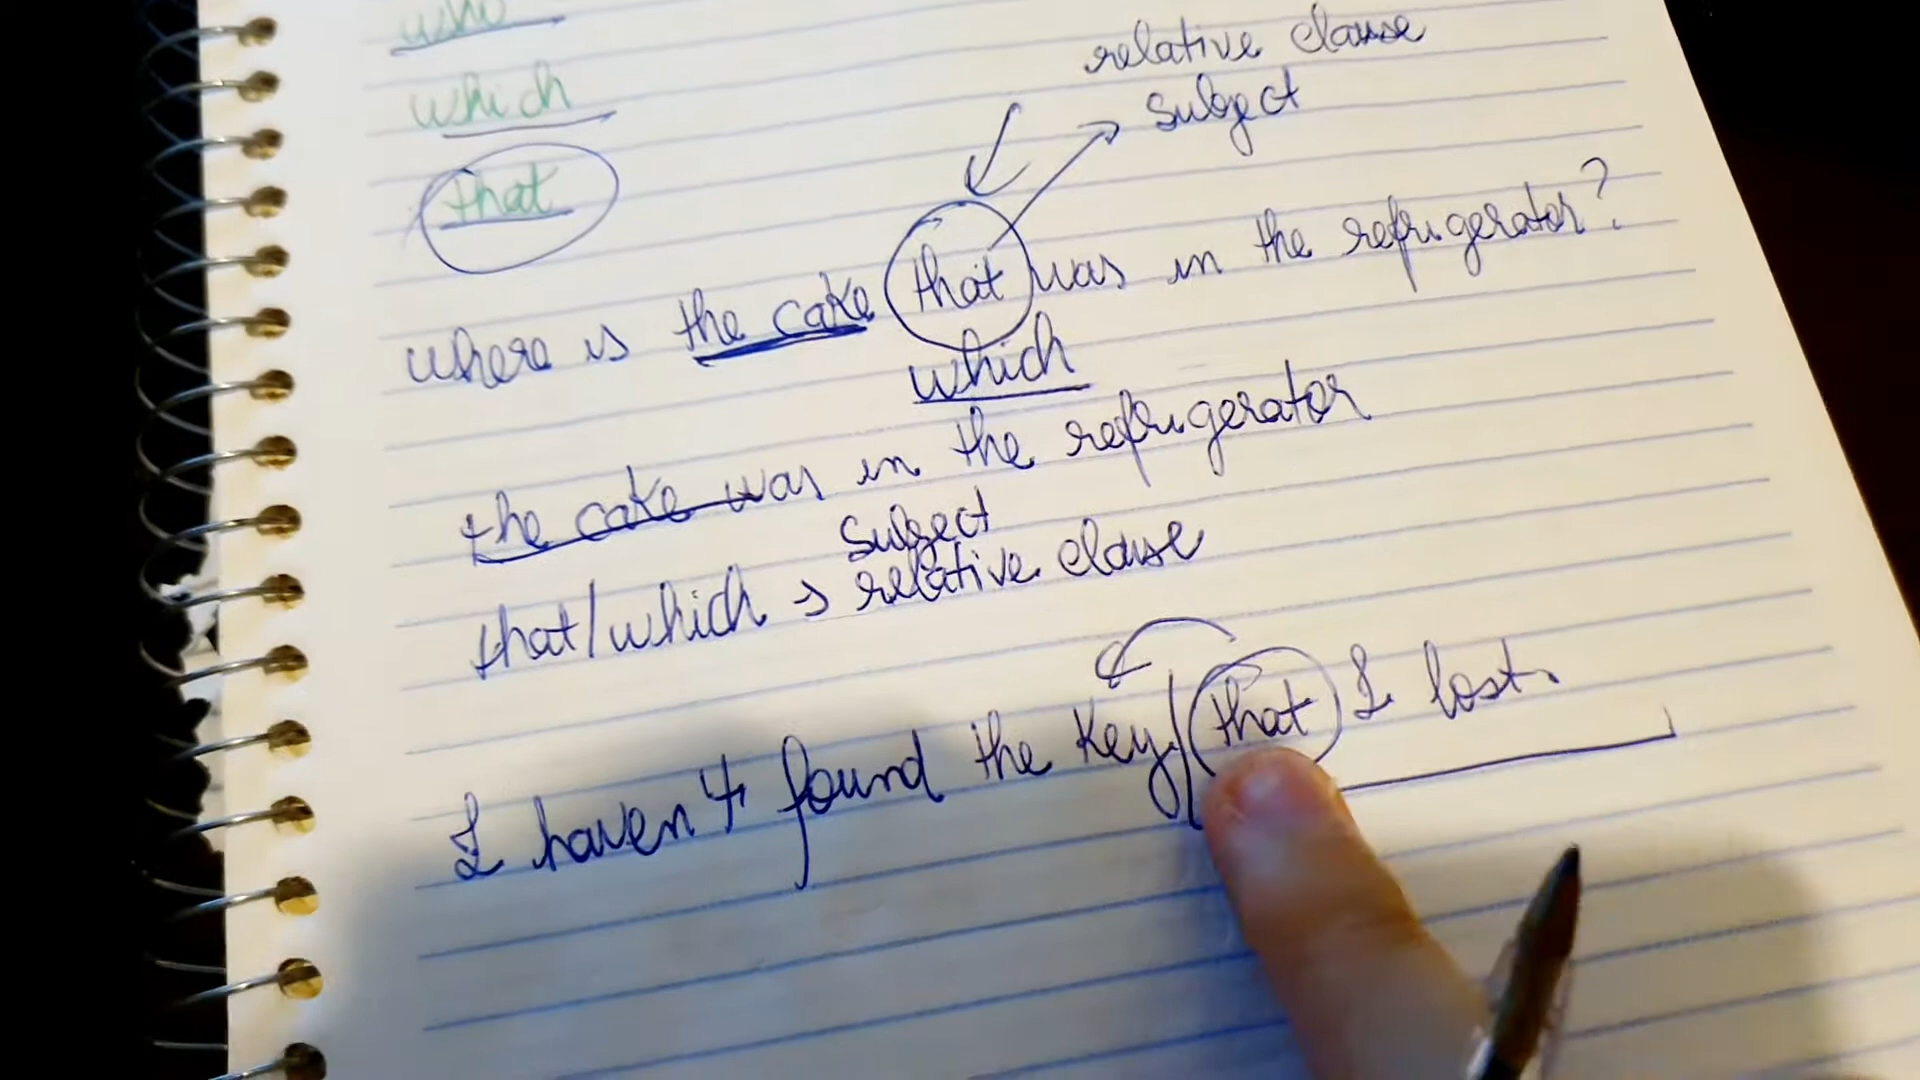 who
which
that
relative clause
subject
where is the cake that was in the refrigerator?
which
the cake was in the refrigerator
subject
that/which → relative clause
I haven't found the key that I lost.